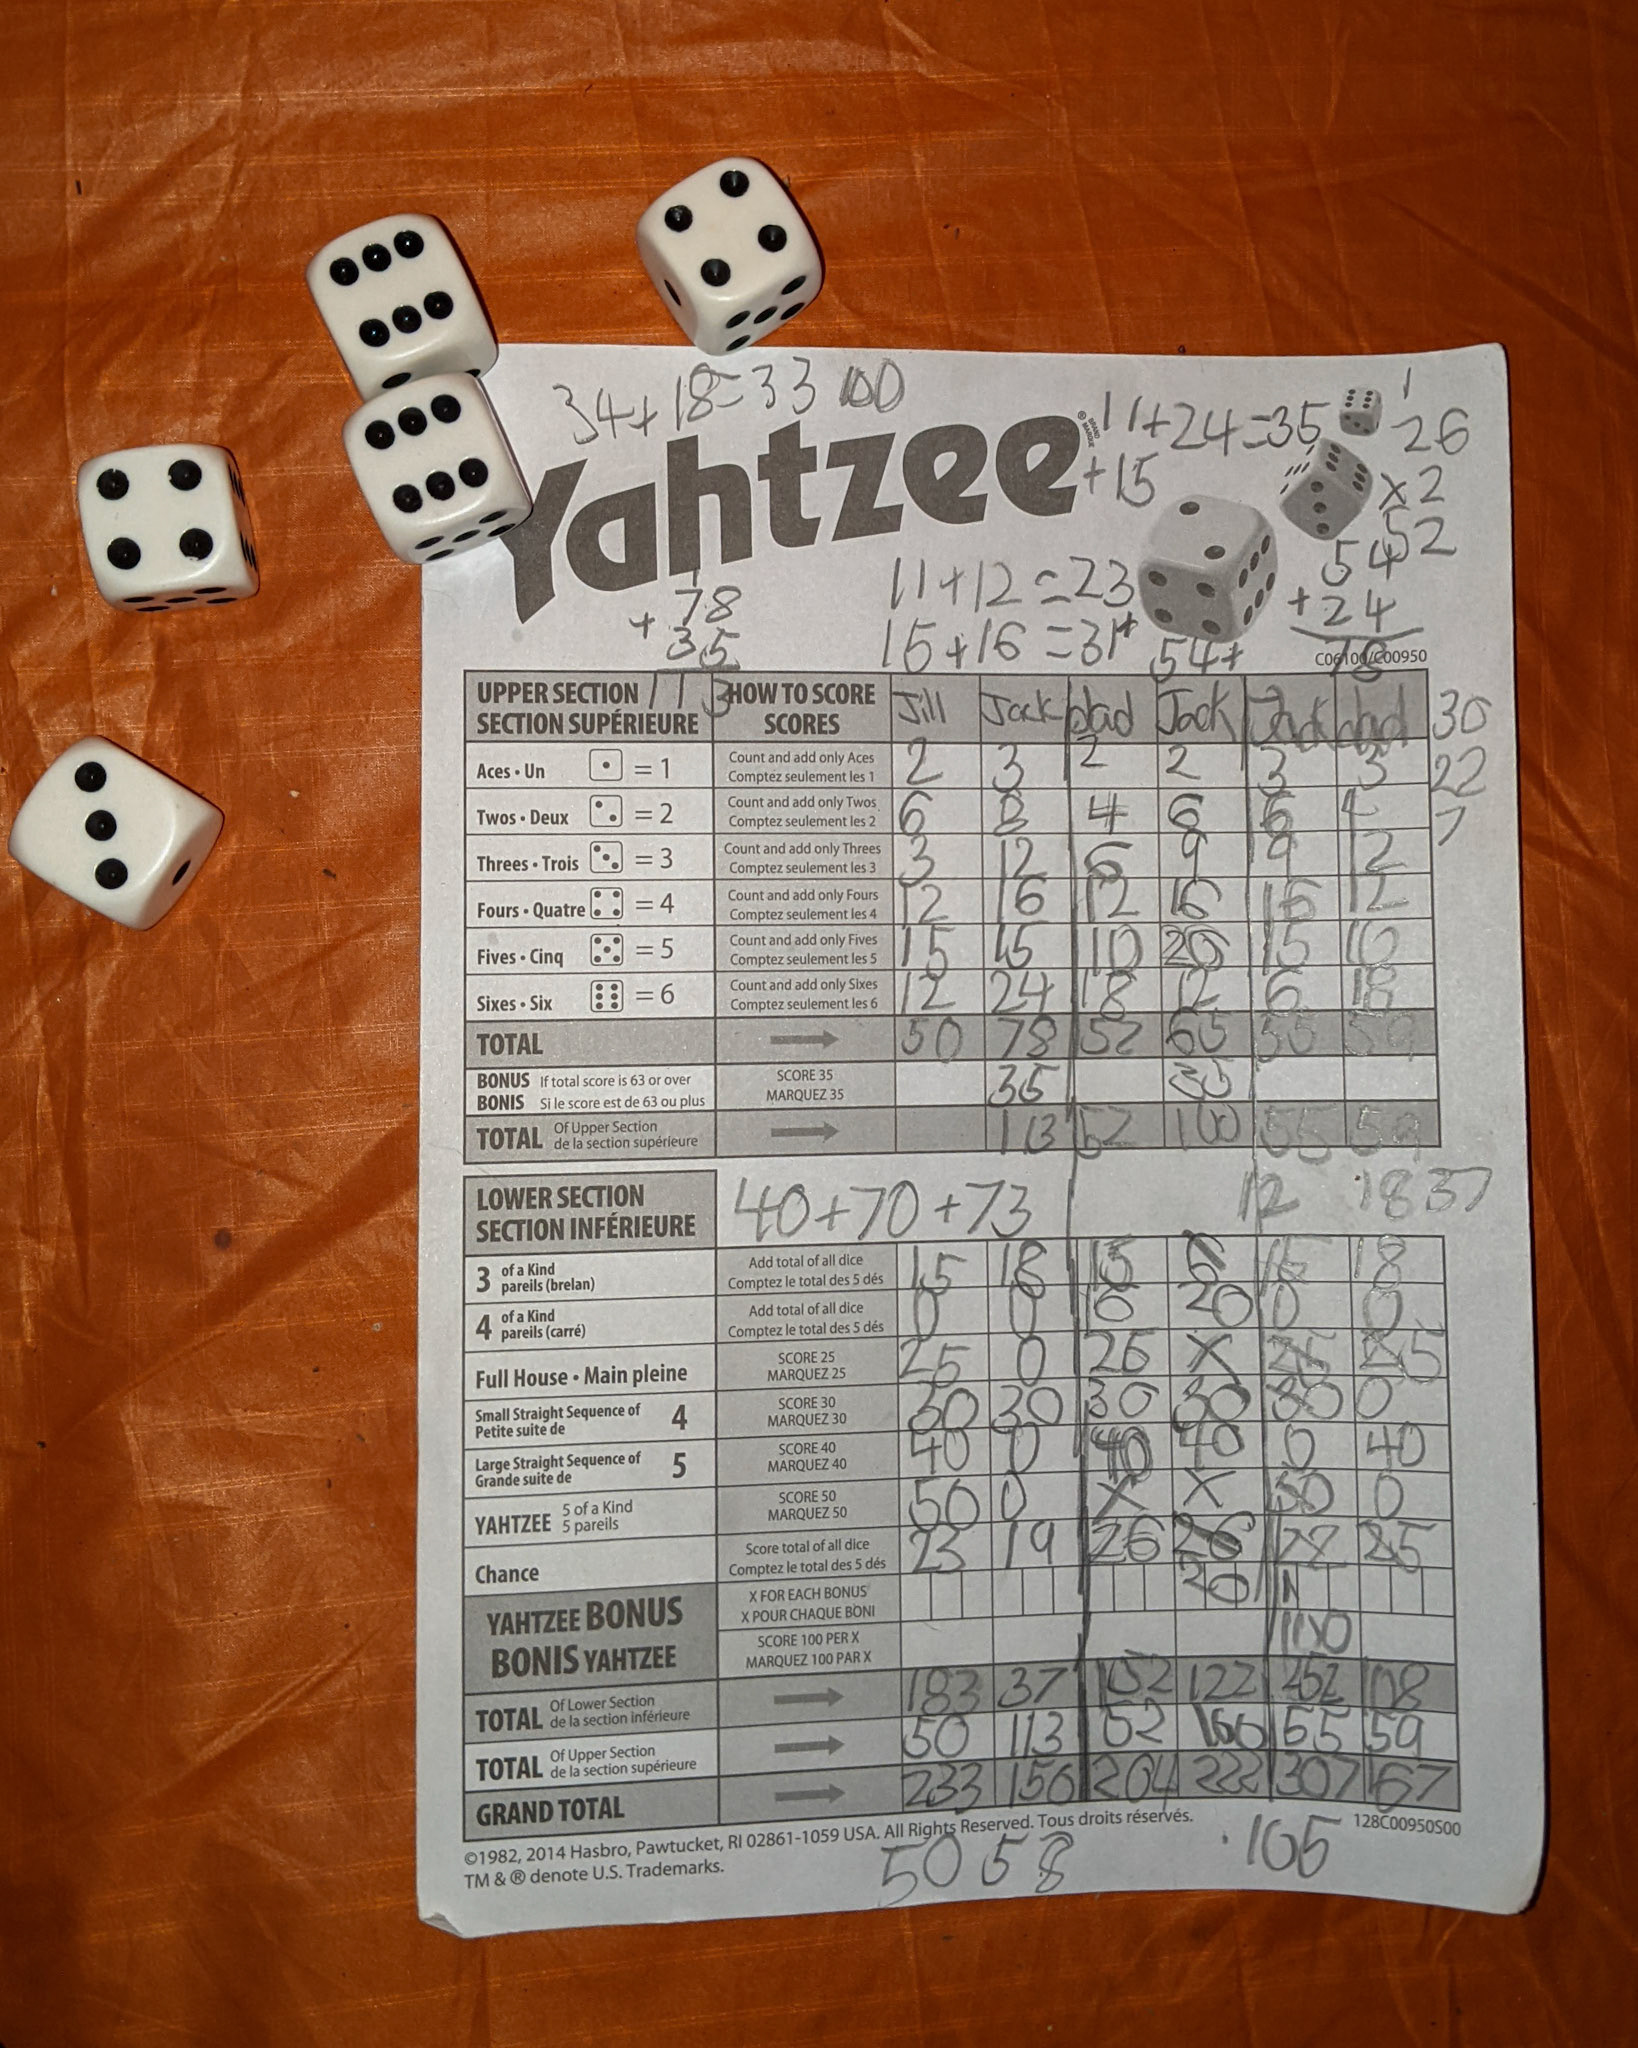 34+18=33 100
11+24=35
1
26
Yahtzee
® BRAND
MARQUE
+15
x2
52
54
78
+ 35
113
11+12=23
+24
15+16=31+
54+
78
C06100/C00950
UPPER SECTION
SECTION SUPÉRIEURE
HOW TO SCORE
SCORES
Jill Jack dad Jack Jack dad 30
Aces • Un = 1 Count and add only Aces 2 3 2 2 3 3 22
Comptez seulement les 1
Twos • Deux = 2 Count and add only Twos 6 8 4 6 6 7
Comptez seulement les 2
Threes • Trois = 3 Count and add only Threes 3 12 6 9 9 12
Comptez seulement les 3
Fours • Quatre = 4 Count and add only Fours 12 16 12 16 16 12
Comptez seulement les 4
Fives • Cinq = 5 Count and add only Fives 15 15 10 20 15 10
Comptez seulement les 5
Sixes • Six = 6 Count and add only Sixes 12 24 18 12 6 18
Comptez seulement les 6
TOTAL 50 78 52 65 55 59
BONUS If total score is 63 or over SCORE 35 35 35
BONIS Si le score est de 63 ou plus MARQUEZ 35
TOTAL Of Upper Section 113 52 100 55 59
de la section supérieure
LOWER SECTION
SECTION INFÉRIEURE
40+70+73 12 18 37
3 of a Kind Add total of all dice 15 18 15 15 18
pareils (brelan) Comptez le total des 5 dés
4 of a Kind Add total of all dice 0 0 16 20 0 0
pareils (carré) Comptez le total des 5 dés
Full House • Main pleine SCORE 25 25 0 25 X 25 25
MARQUEZ 25
Small Straight Sequence of 4 SCORE 30 30 30 30 30 30 0
Petite suite de MARQUEZ 30
Large Straight Sequence of 5 SCORE 40 40 0 40 40 0 40
Grande suite de MARQUEZ 40
YAHTZEE 5 of a Kind SCORE 50 50 0 X X 50 0
5 pareils MARQUEZ 50
Chance Score total of all dice 23 19 26 26 25
Comptez le total des 5 dés
20
YAHTZEE BONUS X FOR EACH BONUS
X POUR CHAQUE BONI
BONIS YAHTZEE SCORE 100 PER X 100
MARQUEZ 100 PAR X
TOTAL Of Lower Section 183 37 152 122 252 108
de la section inférieure
TOTAL Of Upper Section 50 113 52 100 55 59
de la section supérieure
GRAND TOTAL 233 150 204 222 307 167
©1982, 2014 Hasbro, Pawtucket, RI 02861-1059 USA. All Rights Reserved. Tous droits réservés. 128C00950S00
TM & ® denote U.S. Trademarks.
50 58 105